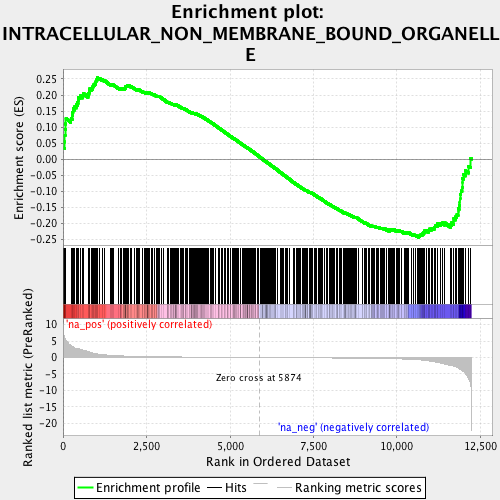 Enrichment plot:
INTRACELLULAR_NON_MEMBRANE_BOUND_ORGANELL
E
Enrichment score (ES)
0.25
0.20
0.15
0.10
0.05
0.00
-0.05
-0.10
-0.15
-0.20
-0.25
Ranked list metric (PreRanked)
10
5
0
-5
-10
-15
-20
'na_pos' (positively correlated)
Zero cross at 5874
'na_neg' (negatively correlated)
0
2,500
5,000
7,500
10,000
12,500
Rank in Ordered Dataset
Enrichment profile
Hits
Ranking metric scores